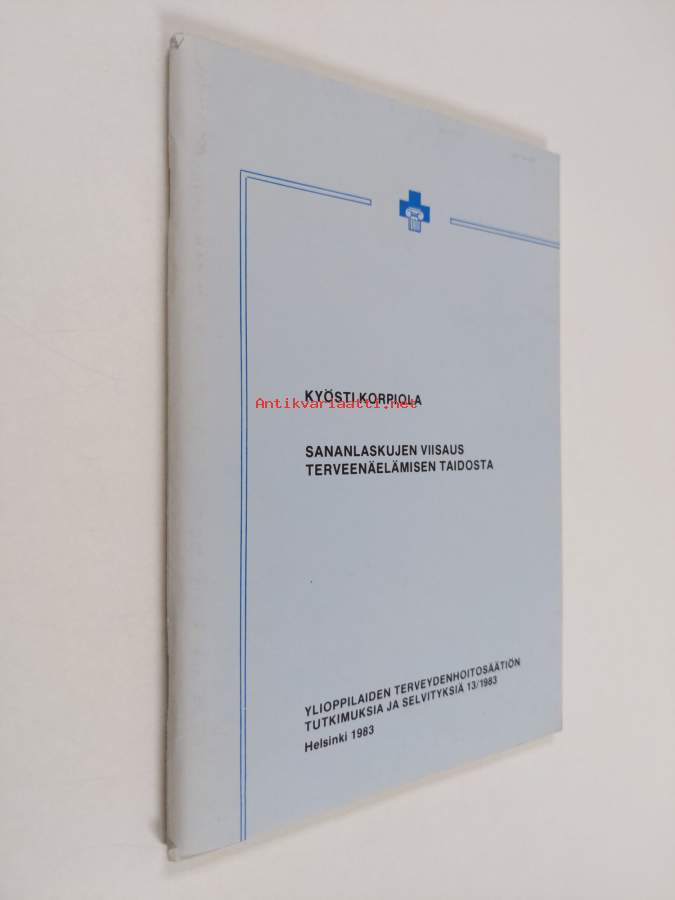 KYÖSTI KORPIOLA
Antikvariaatti.net
SANANLASKUJEN VIISAUS
TERVEENÄELÄMISEN TAIDOSTA
YLIOPPILAIDEN TERVEYDENHOITOSÄÄTIÖN
TUTKIMUKSIA JA SELVITYKSIÄ 13/1983
Helsinki 1983